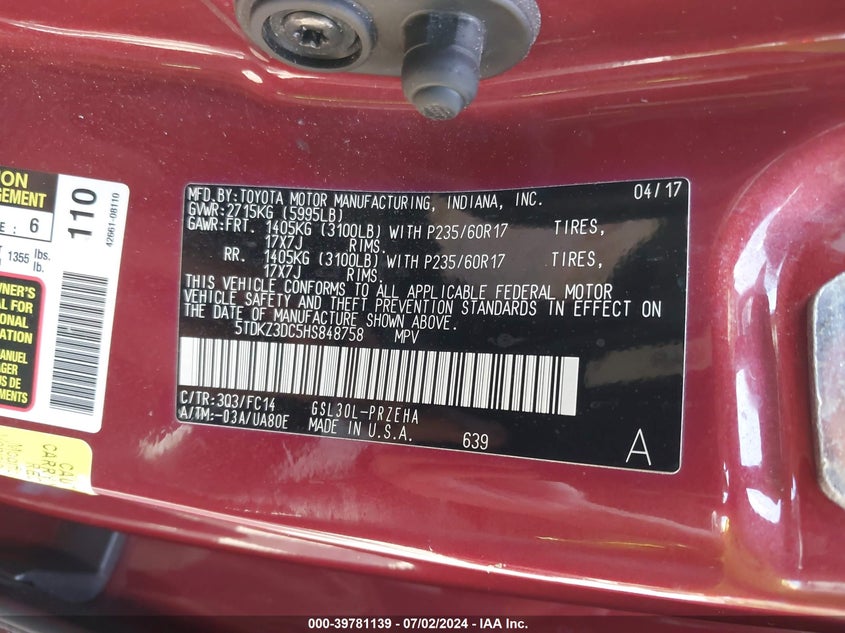 MFD.BY:TOYOTA MOTOR MANUFACTURING, INDIANA, INC. 04/17
GVWR:2715KG (5995LB)
GAWR:FRT. 1405KG (3100LB) WITH P235/60R17 TIRES,
17X7J RIMS.
RR. 1405KG (3100LB) WITH P235/60R17 TIRES,
17X7J RIMS.
THIS VEHICLE CONFORMS TO ALL APPLICABLE FEDERAL MOTOR
VEHICLE SAFETY AND THEFT PREVENTION STANDARDS IN EFFECT ON
THE DATE OF MANUFACTURE SHOWN ABOVE.
5TDKZ3DC5HS848758 MPV
C/TR:3Q3/FC14 GSL30L-PRZEHA
A/TM:-03A/UA80E MADE IN U.S.A. 639 A
110
42661-08110
: 6
1355 lbs.
lb.
000-39781139 - 07/02/2024 - IAA Inc.